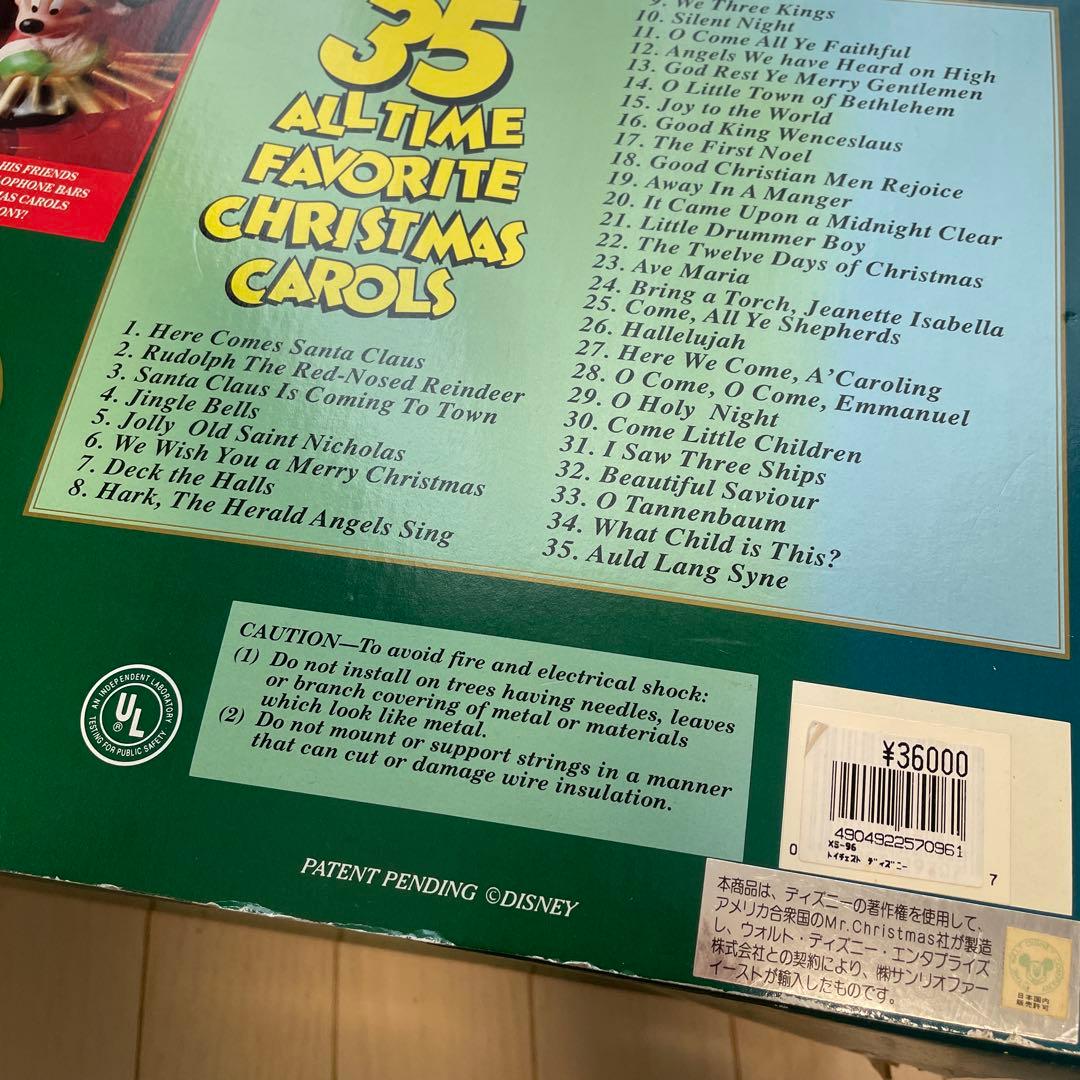 HIS FRIENDS
OPHONE BARS
AS CAROLS
ONY!
35
ALL TIME
FAVORITE
CHRISTMAS
CAROLS
1. Here Comes Santa Claus
2. Rudolph The Red-Nosed Reindeer
3. Santa Claus Is Coming To Town
4. Jingle Bells
5. Jolly Old Saint Nicholas
6. We Wish You a Merry Christmas
7. Deck the Halls
8. Hark, The Herald Angels Sing
9. We Three Kings
10. Silent Night
11. O Come All Ye Faithful
12. Angels We have Heard on High
13. God Rest Ye Merry Gentlemen
14. O Little Town of Bethlehem
15. Joy to the World
16. Good King Wenceslaus
17. The First Noel
18. Good Christian Men Rejoice
19. Away In A Manger
20. It Came Upon a Midnight Clear
21. Little Drummer Boy
22. The Twelve Days of Christmas
23. Ave Maria
24. Bring a Torch, Jeanette Isabella
25. Come, All Ye Shepherds
26. Hallelujah
27. Here We Come, A'Caroling
28. O Come, O Come, Emmanuel
29. O Holy Night
30. Come Little Children
31. I Saw Three Ships
32. Beautiful Saviour
33. O Tannenbaum
34. What Child is This?
35. Auld Lang Syne
AN INDEPENDENT LABORATORY
UL
®
TESTING FOR PUBLIC SAFETY
CAUTION—To avoid fire and electrical shock:
(1) Do not install on trees having needles, leaves
or branch covering of metal or materials
which look like metal.
(2) Do not mount or support strings in a manner
that can cut or damage wire insulation.
PATENT PENDING ©DISNEY
¥36000
4904922570961
XS-96
トイチェスト ディズニー
0
7
本商品は、ディズニーの著作権を使用して、
アメリカ合衆国のMr.Christmas社が製造
し、ウォルト・ディズニー・エンタプライズ
株式会社との契約により、㈱サンリオファー
イーストが輸入したものです。
日本国内
販売許可